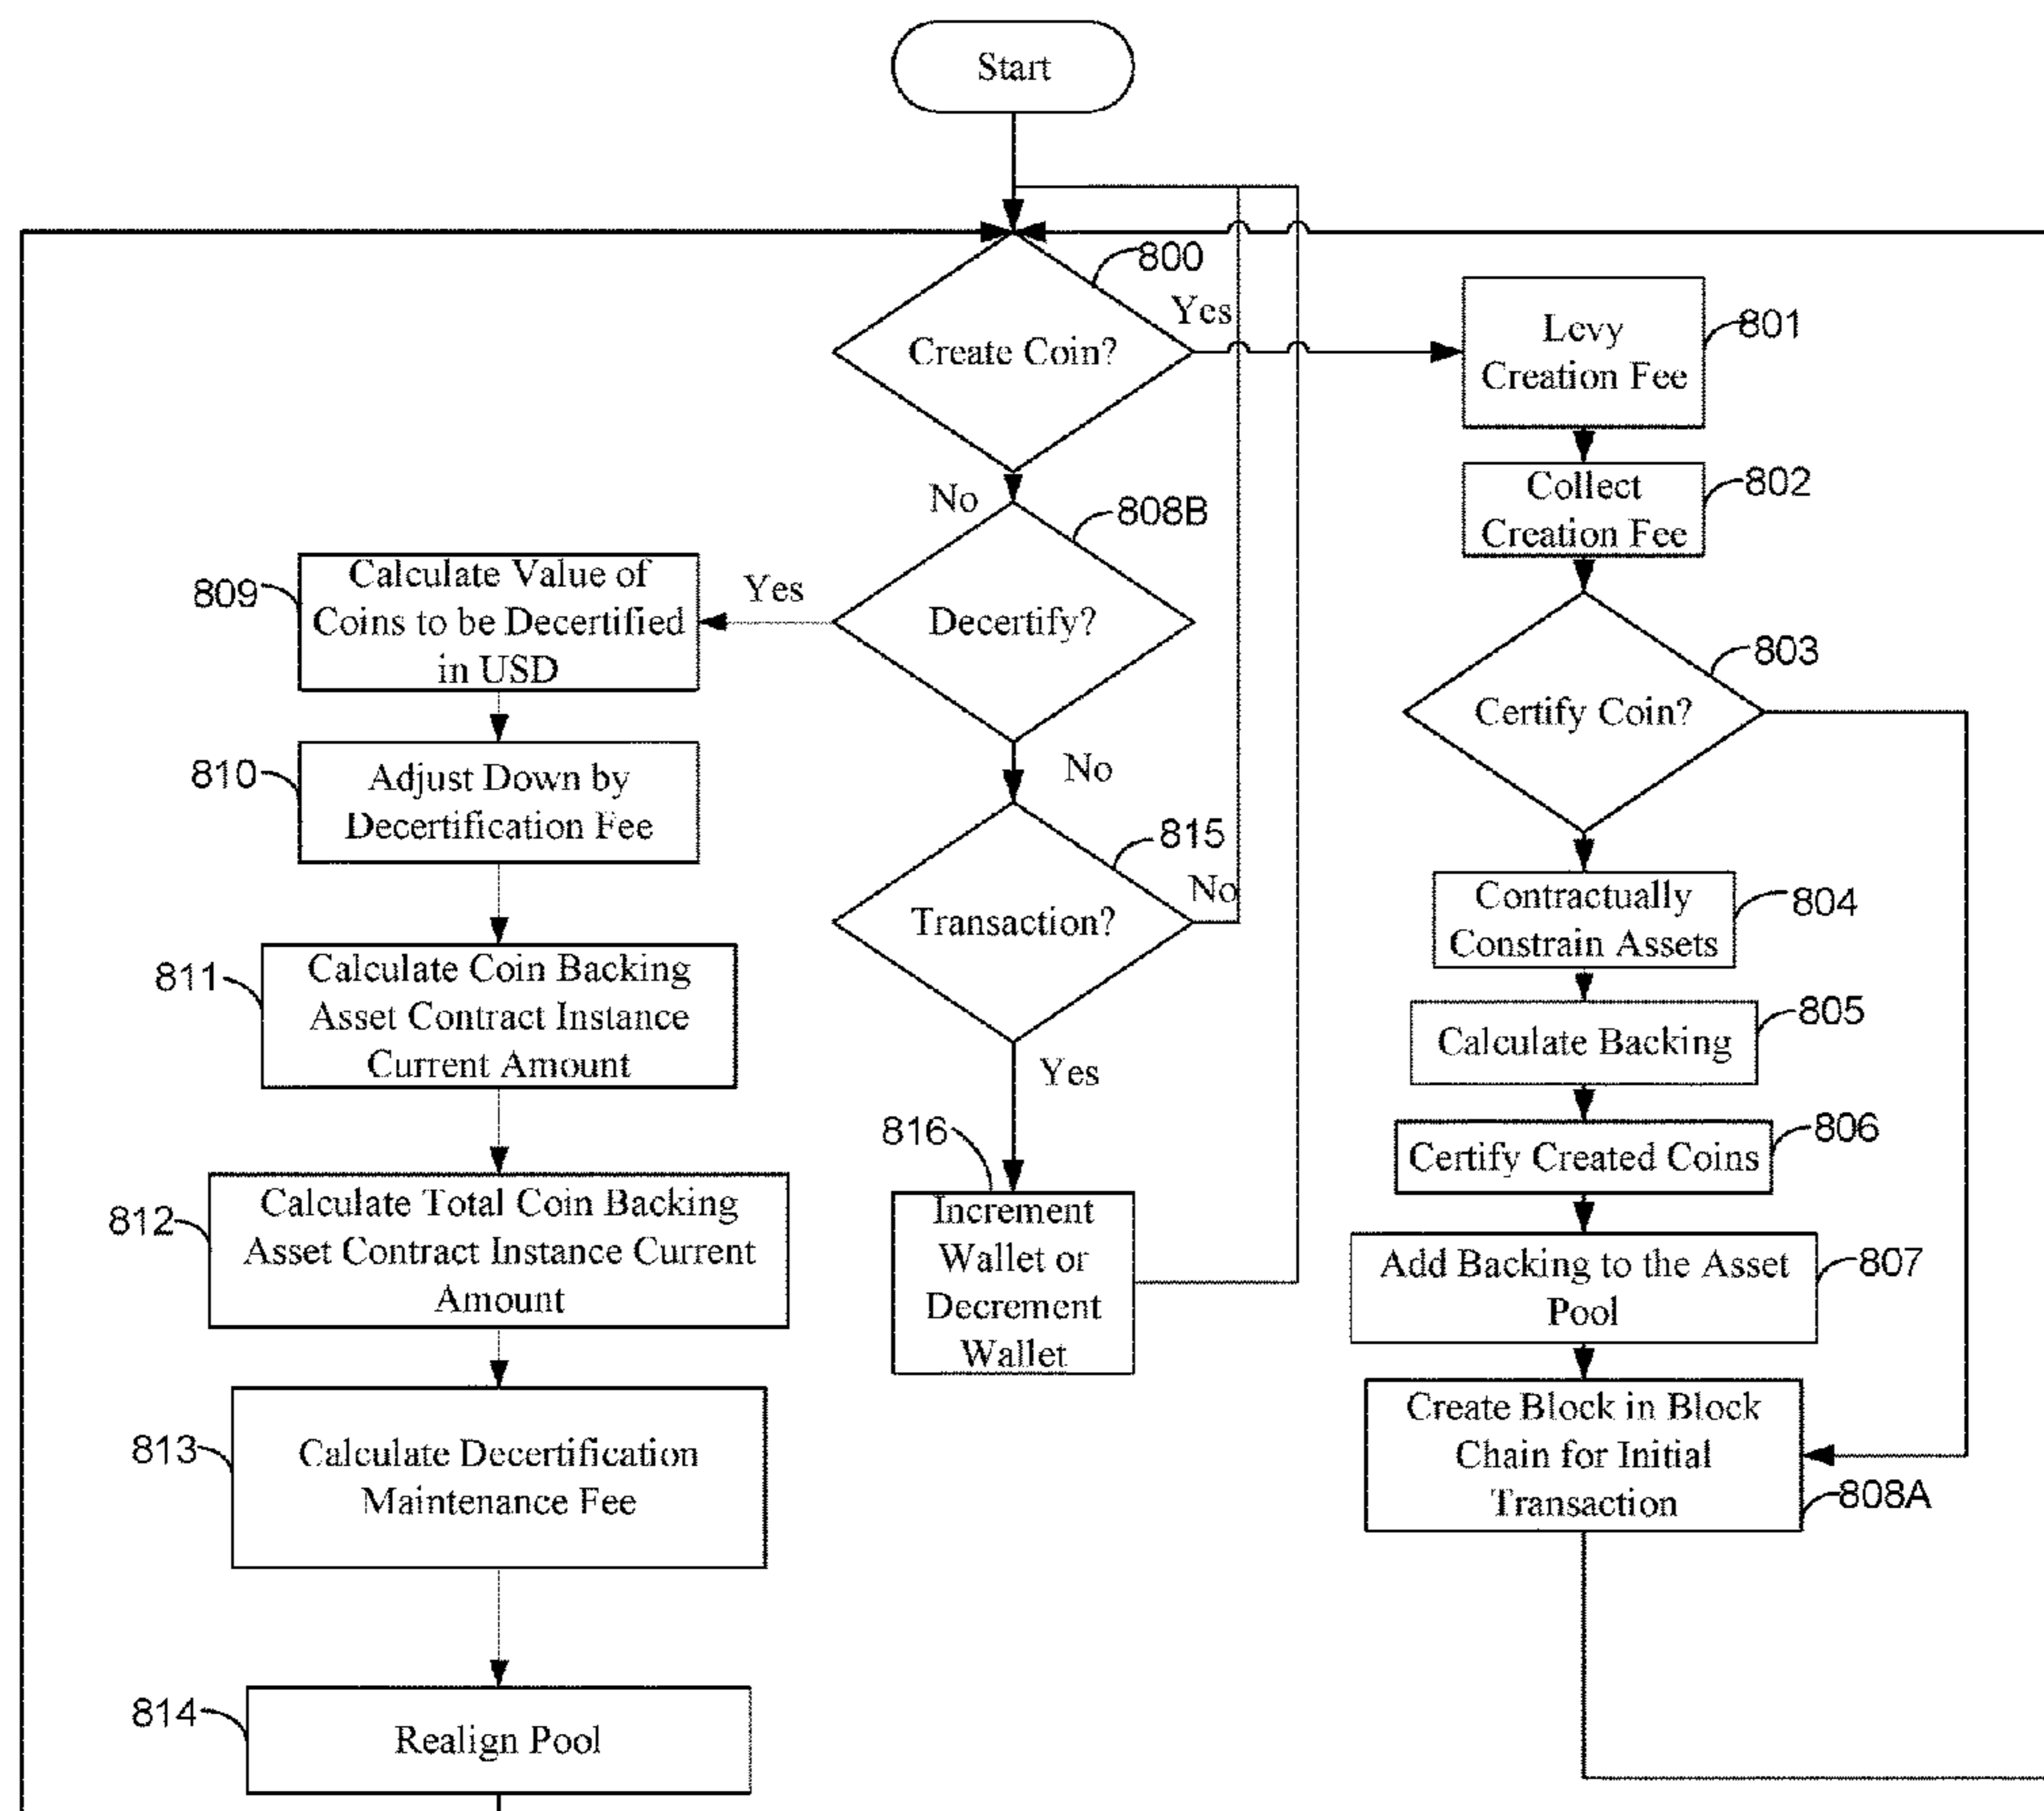 Start
800
Create Coin?
Yes
No
801
Levy
Creation Fee
802
Collect
Creation Fee
803
Certify Coin?
804
Contractually
Constrain Assets
805
Calculate Backing
806
Certify Created Coins
807
Add Backing to the Asset
Pool
Create Block in Block
Chain for Initial
Transaction
808A
808B
Decertify?
Yes
No
809
Calculate Value of
Coins to be Decertified
in USD
810
Adjust Down by
Decertification Fee
811
Calculate Coin Backing
Asset Contract Instance
Current Amount
812
Calculate Total Coin Backing
Asset Contract Instance Current
Amount
813
Calculate Decertification
Maintenance Fee
814
Realign Pool
815
Transaction?
No
Yes
816
Increment
Wallet or
Decrement
Wallet